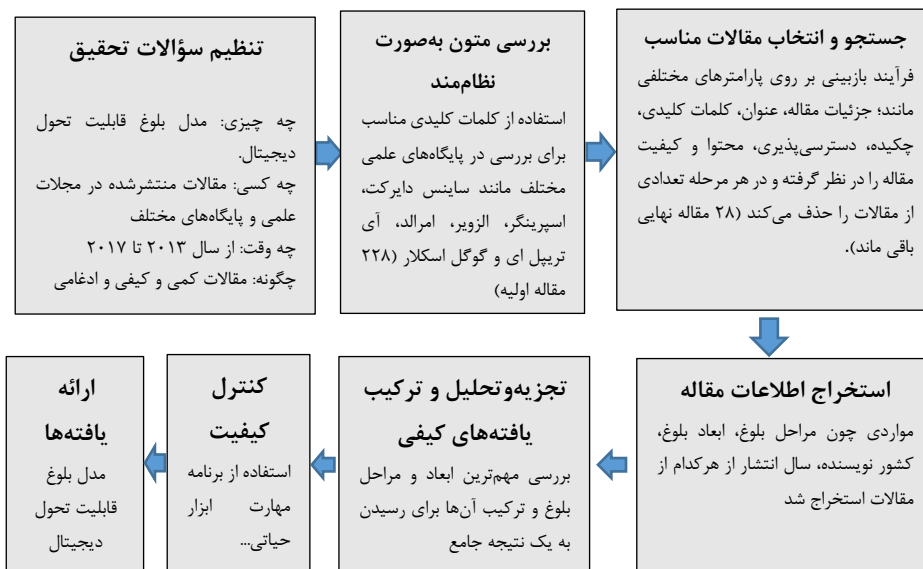 تنظیم سؤالات تحقیق
چه چیزی: مدل بلوغ قابلیت تحول
دیجیتال.
چه کسی: مقالات منتشرشده در مجلات
علمی و پایگاه‌های مختلف
چه وقت: از سال ۲۰۱۳ تا ۲۰۱۷
چگونه: مقالات کمی و کیفی و ادغامی
بررسی متون به‌صورت
نظام‌مند
استفاده از کلمات کلیدی مناسب
برای بررسی در پایگاه‌های علمی
مختلف مانند ساینس دایرکت،
اسپرینگر، الزویر، امرالد، آی
تریپل ای و گوگل اسکلار (۲۲۸
مقاله اولیه)
جستجو و انتخاب مقالات مناسب
فرآیند بازبینی بر روی پارامترهای مختلفی
مانند؛ جزئیات مقاله، عنوان، کلمات کلیدی،
چکیده، دسترسی‌پذیری، محتوا و کیفیت
مقاله را در نظر گرفته و در هر مرحله تعدادی
از مقالات را حذف می‌کند (۲۸ مقاله نهایی
باقی ماند).
استخراج اطلاعات مقاله
مواردی چون مراحل بلوغ، ابعاد بلوغ،
کشور نویسنده، سال انتشار از هرکدام از
مقالات استخراج شد
تجزیه‌وتحلیل و ترکیب
یافته‌های کیفی
بررسی مهم‌ترین ابعاد و مراحل
بلوغ و ترکیب آن‌ها برای رسیدن
به یک نتیجه جامع
کنترل
کیفیت
استفاده از برنامه
مهارت ابزار
حیاتی...
ارائه
یافته‌ها
مدل بلوغ
قابلیت تحول
دیجیتال